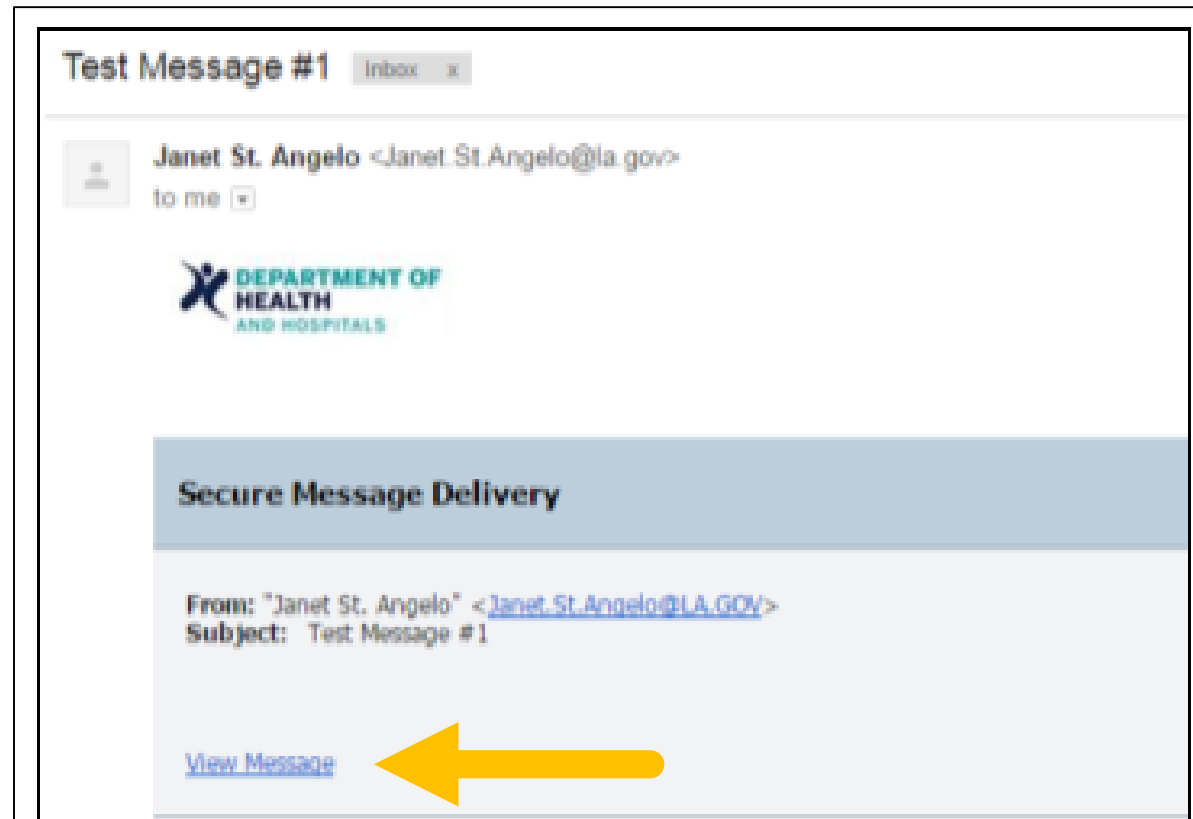 Test Message #1 Inbox x
Janet St. Angelo <Janet.St.Angelo@la.gov>
to me
DEPARTMENT OF
HEALTH
AND HOSPITALS
Secure Message Delivery
From: "Janet St. Angelo" <Janet.St.Angelo@LA.GOV>
Subject: Test Message #1
View Message